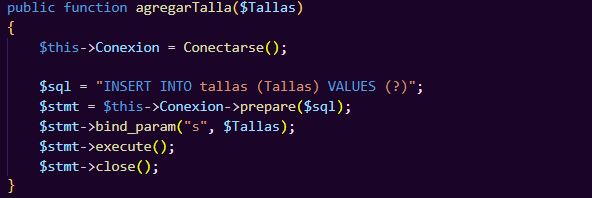 public function agregarTalla($Tallas)
{
$this->Conexion = Conectarse();
$sql = "INSERT INTO tallas (Tallas) VALUES (?)";
$stmt = $this->Conexion->prepare($sql);
$stmt->bind_param("s", $Tallas);
$stmt->execute();
$stmt->close();
}